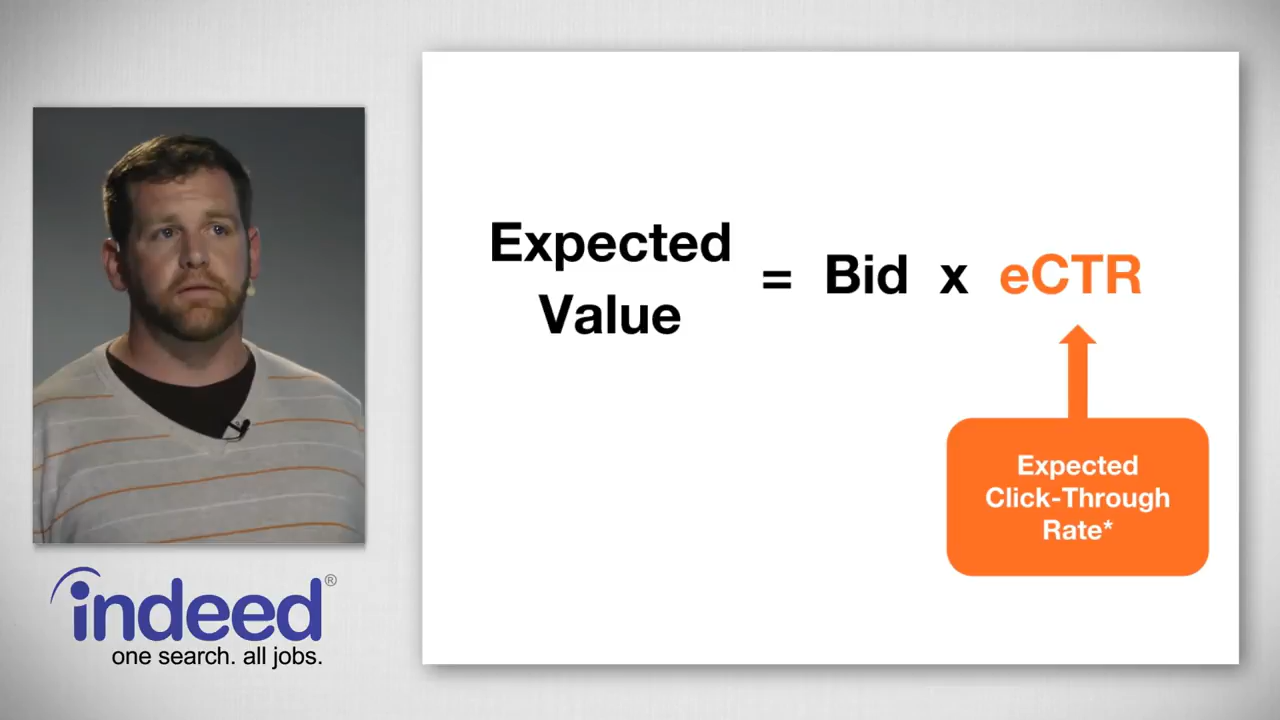 Expected
Value
= Bid x eCTR
Expected
Click-Through
Rate*
indeed®
one search. all jobs.